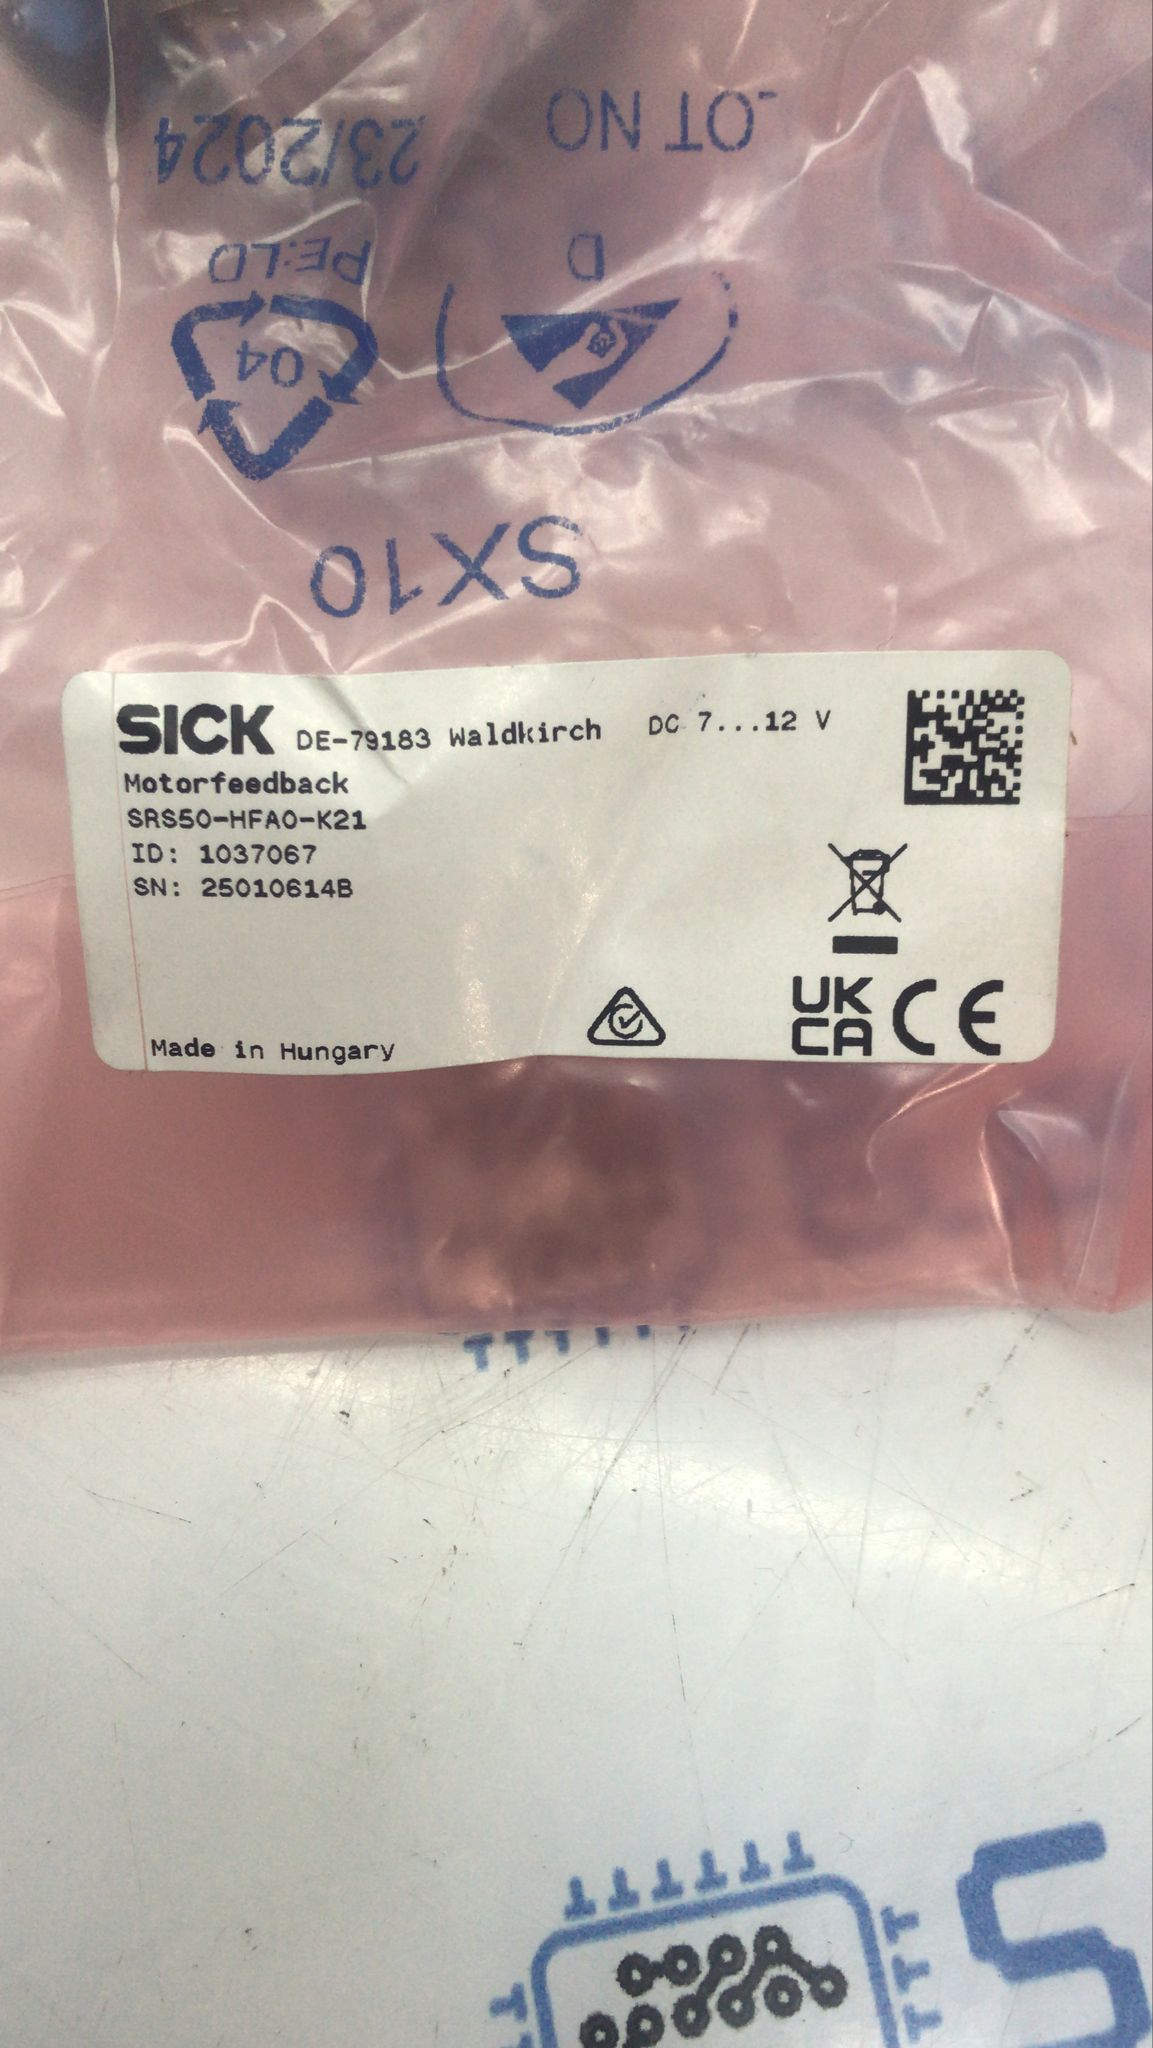 LOT NO
23/2024
D
PE:LD
04
SX10
SICK DE-79183 Waldkirch DC 7...12 V
Motorfeedback
SRS50-HFA0-K21
ID: 1037067
SN: 25010614B
UK
CA CE
Made in Hungary
S